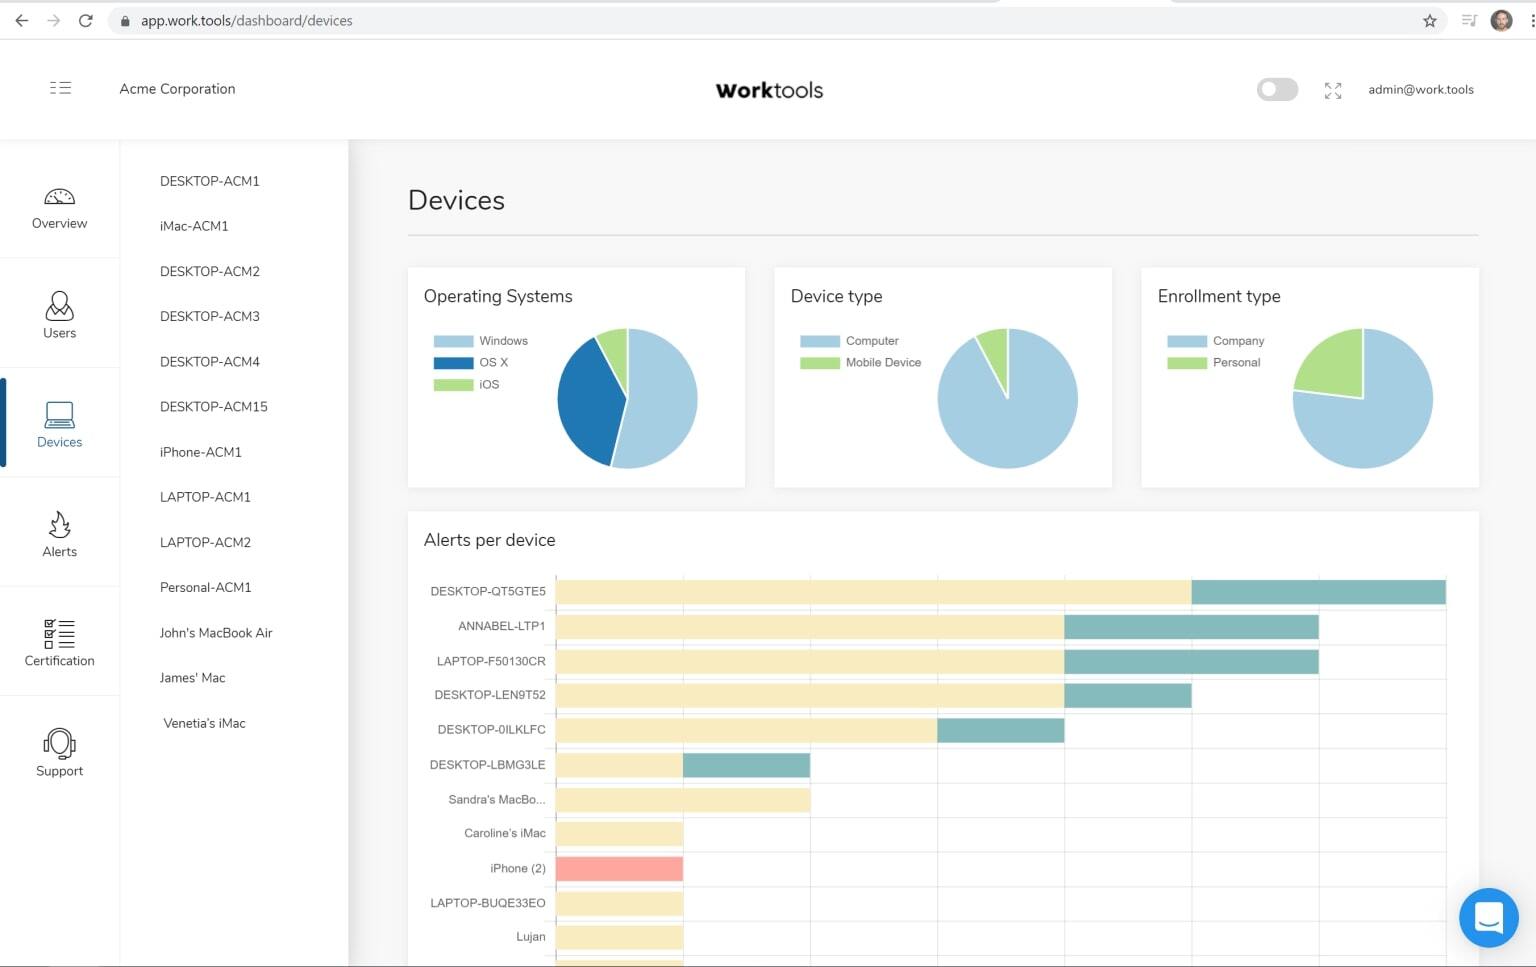 app.work.tools/dashboard/devices
Acme Corporation
Worktools
admin@work.tools
Overview
Users
Devices
Alerts
Certification
Support
DESKTOP-ACM1
iMac-ACM1
DESKTOP-ACM2
DESKTOP-ACM3
DESKTOP-ACM4
DESKTOP-ACM15
iPhone-ACM1
LAPTOP-ACM1
LAPTOP-ACM2
Personal-ACM1
John's MacBook Air
James' Mac
Venetia's iMac
Devices
Operating Systems
Windows
OS X
iOS
Device type
Computer
Mobile Device
Enrollment type
Company
Personal
Alerts per device
DESKTOP-QT5GTE5
ANNABEL-LTP1
LAPTOP-F50130CR
DESKTOP-LEN9T52
DESKTOP-0ILKLFC
DESKTOP-LBMG3LE
Sandra's MacBo...
Caroline's iMac
iPhone (2)
LAPTOP-BUQE33EO
Lujan